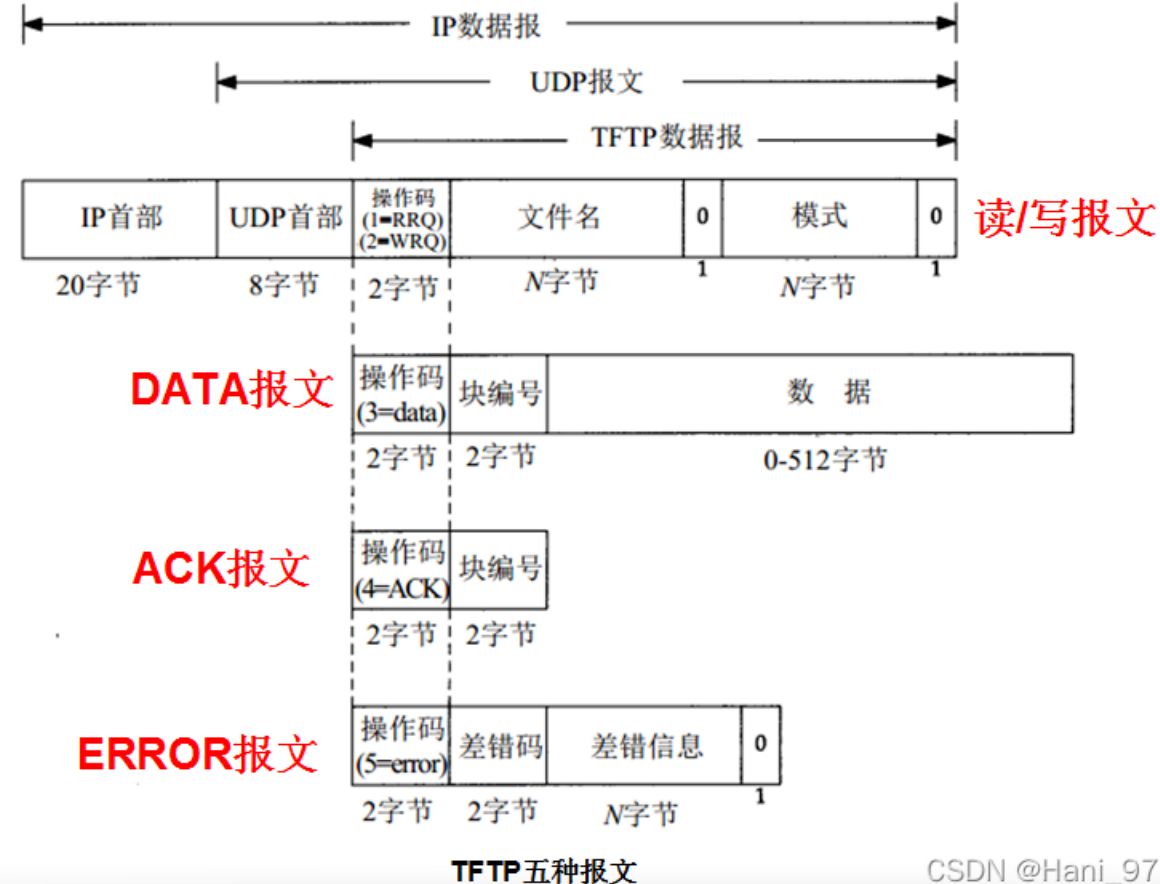 IP数据报
UDP报文
TFTP数据报
IP首部
UDP首部
操作码
(1=RRQ)
(2=WRQ)
文件名
0
模式
0
读/写报文
20字节
8字节
2字节
N字节
1
N字节
1
DATA报文
操作码
(3=data)
块编号
数 据
2字节
2字节
0-512字节
ACK报文
操作码
(4=ACK)
块编号
2字节
2字节
ERROR报文
操作码
(5=error)
差错码
差错信息
0
2字节
2字节
N字节
1
TFTP五种报文
CSDN @Hani_97